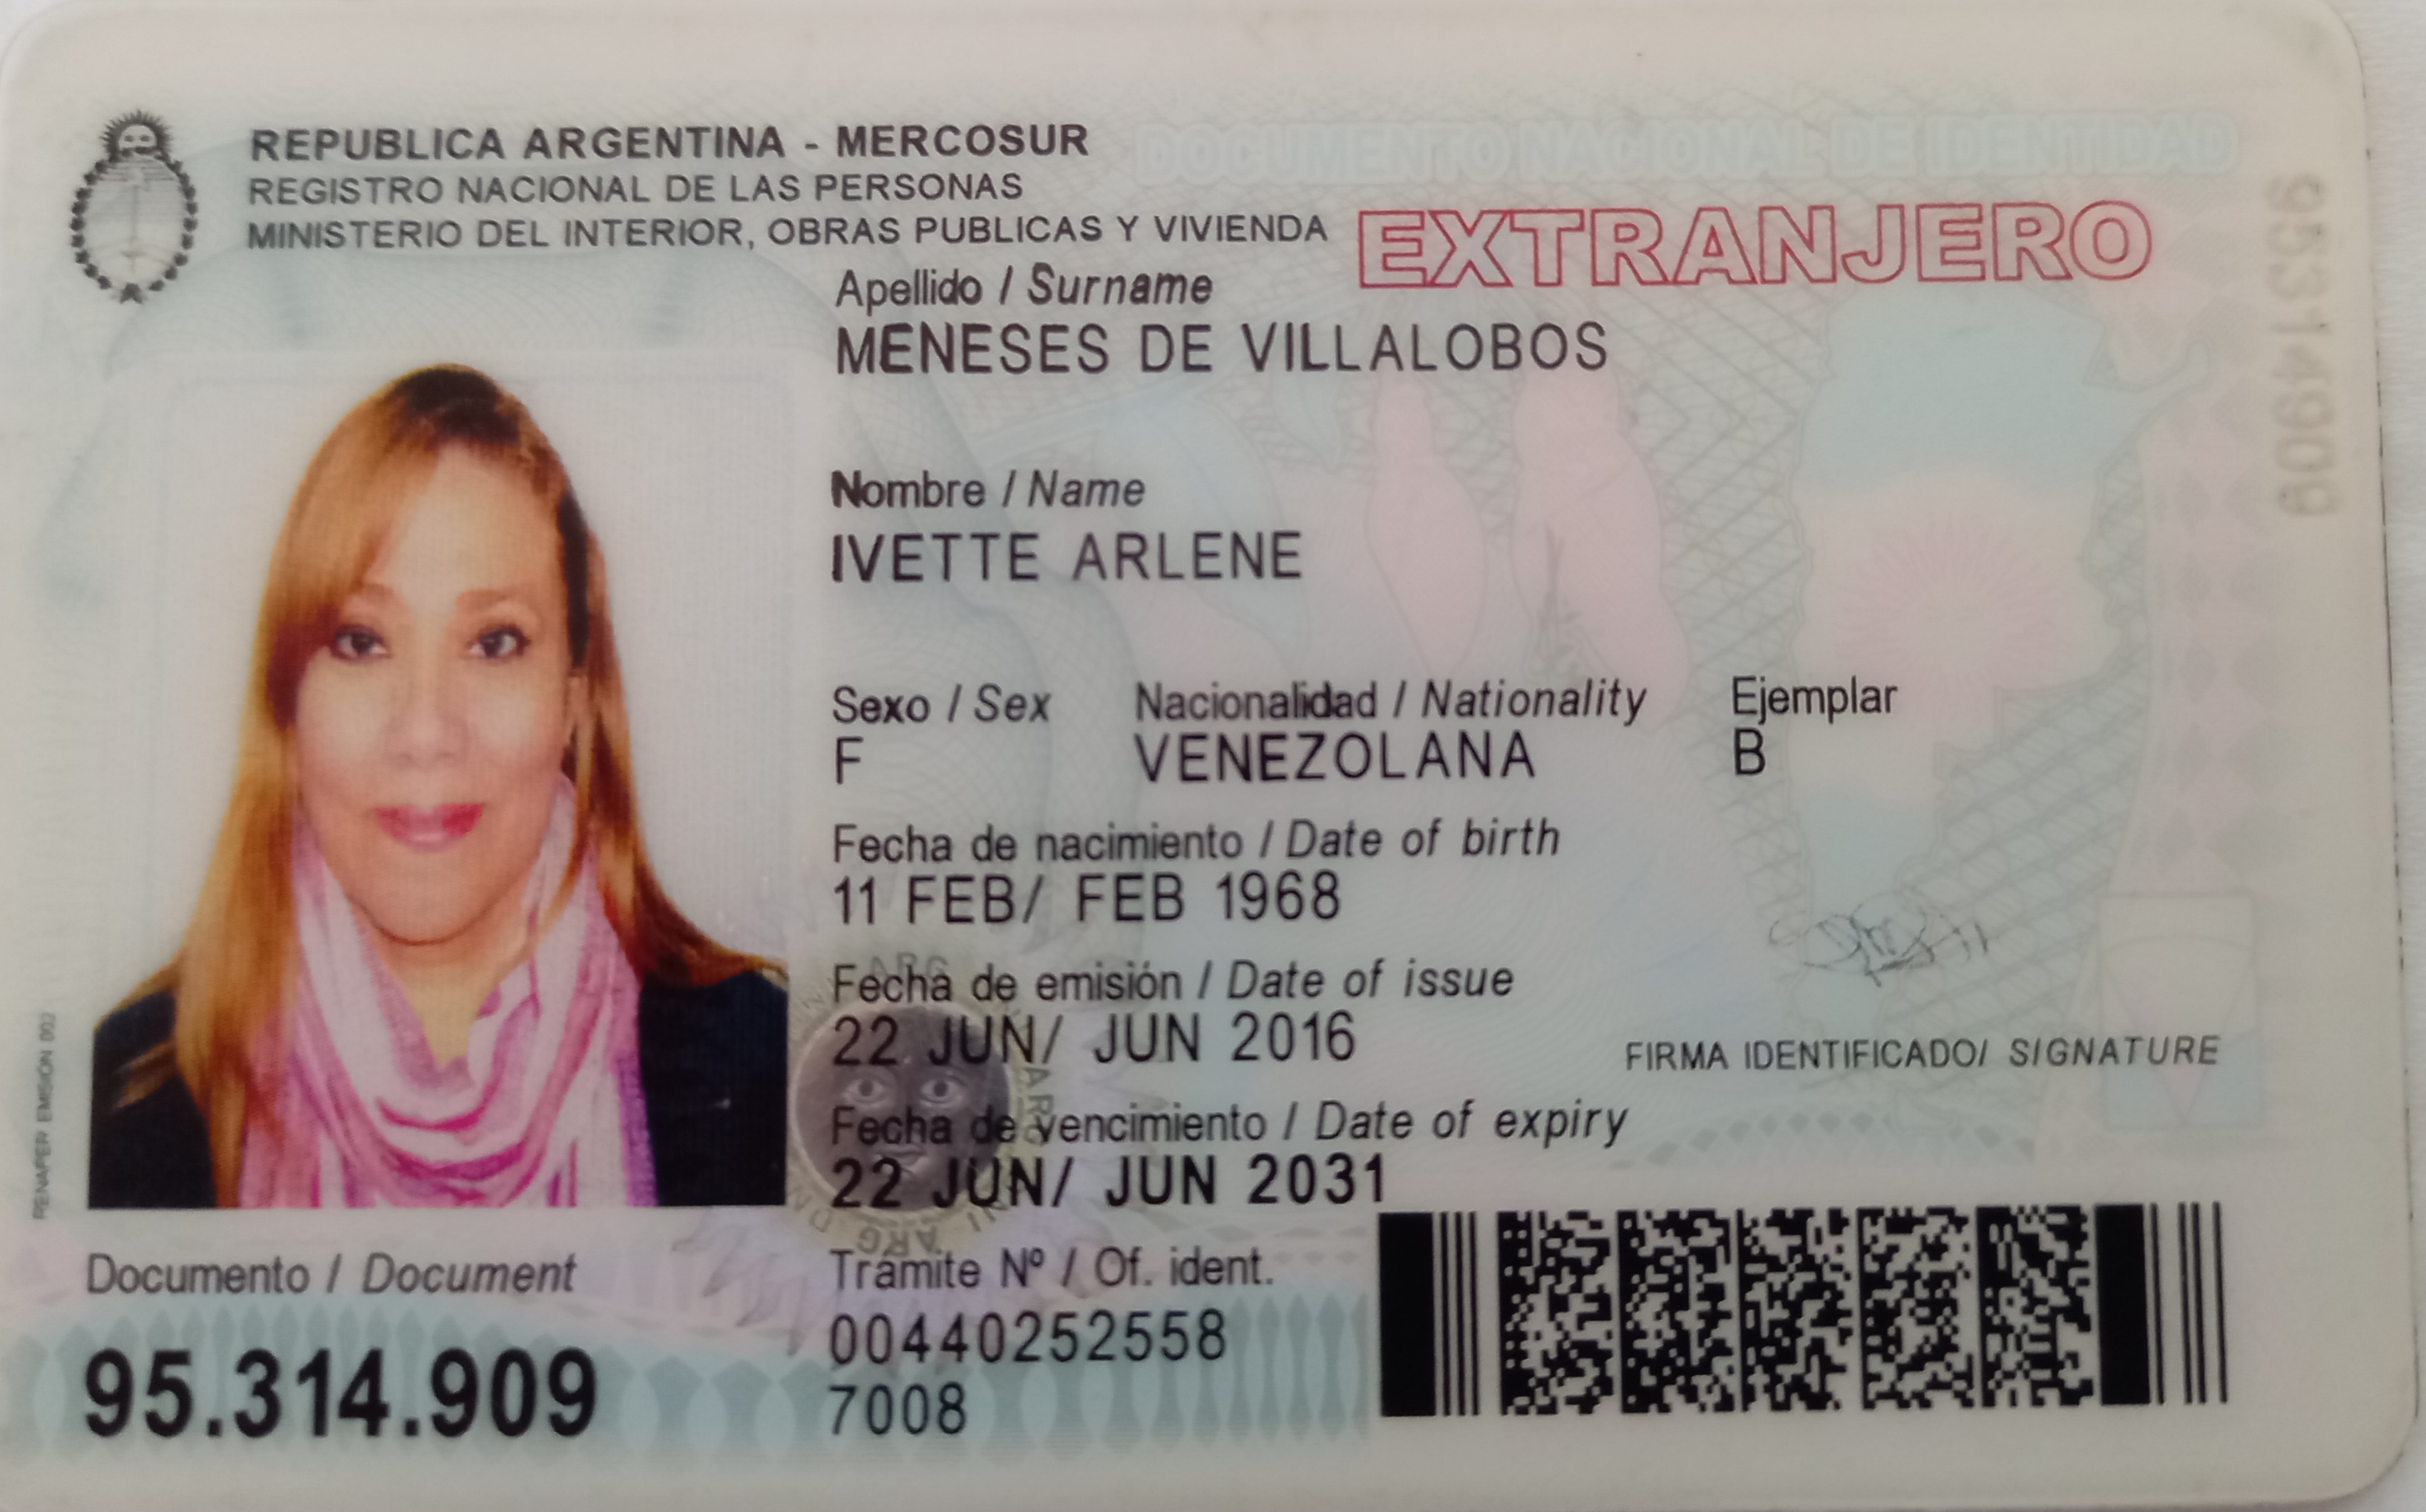 REPUBLICA ARGENTINA - MERCOSUR
DOCUMENTO NACIONAL DE IDENTIDAD
REGISTRO NACIONAL DE LAS PERSONAS
MINISTERIO DEL INTERIOR, OBRAS PUBLICAS Y VIVIENDA
EXTRANJERO
95314909
Apellido / Surname
MENESES DE VILLALOBOS
Nombre / Name
IVETTE ARLENE
Sexo / Sex Nacionalidad / Nationality Ejemplar
F VENEZOLANA B
Fecha de nacimiento / Date of birth
11 FEB/ FEB 1968
Fecha de emisión / Date of issue
22 JUN/ JUN 2016
FIRMA IDENTIFICADO/ SIGNATURE
Fecha de vencimiento / Date of expiry
22 JUN/ JUN 2031
RENAPER EMISION 002
Documento / Document
95.314.909
Trámite Nº / Of. ident.
00440252558
7008